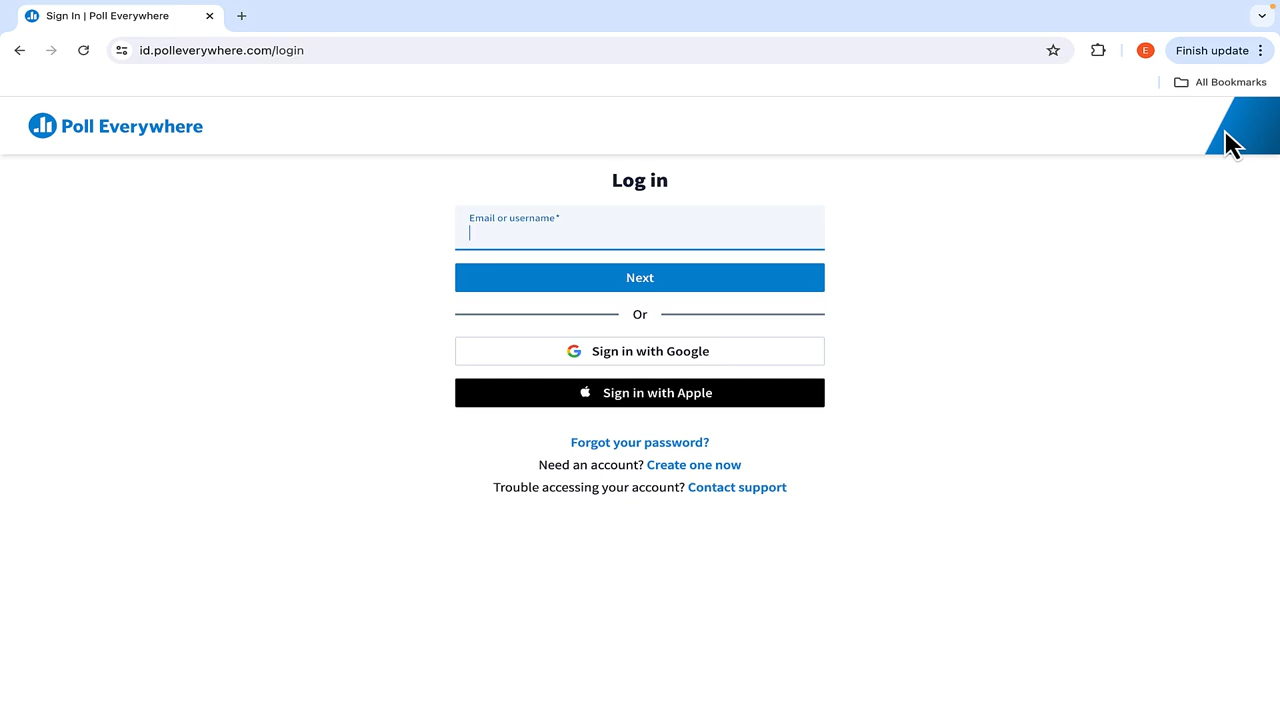 Sign In | Poll Everywhere
id.polleverywhere.com/login
E
Finish update
All Bookmarks
Poll Everywhere
Log in
Email or username*
Next
Or
Sign in with Google
Sign in with Apple
Forgot your password?
Need an account? Create one now
Trouble accessing your account? Contact support